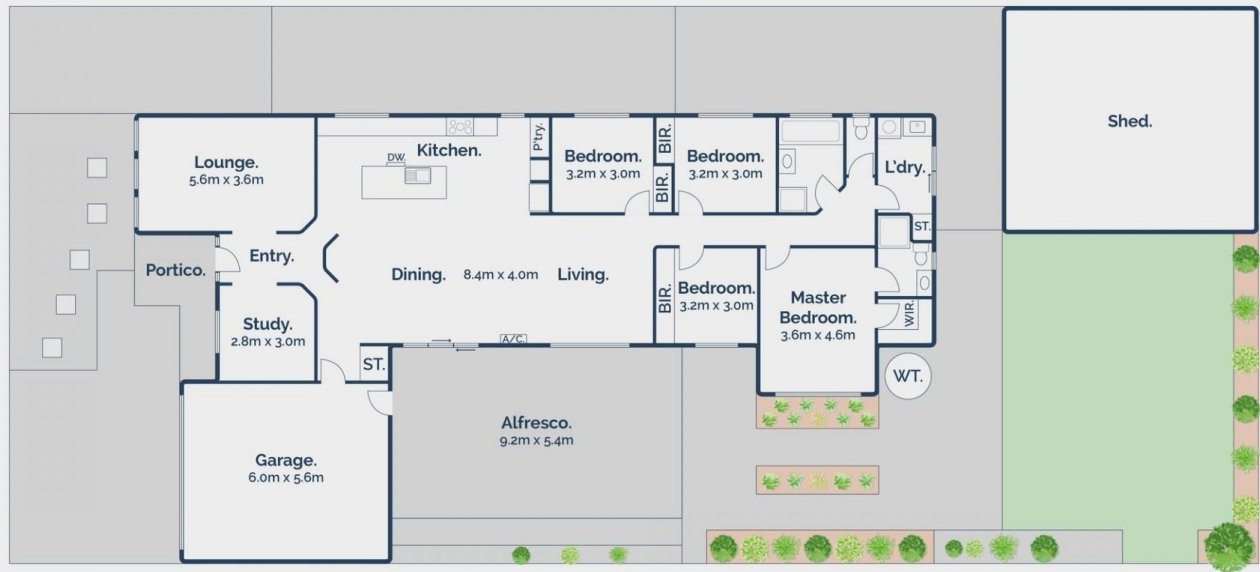 Shed.
Lounge.
5.6m x 3.6m
Kitchen.
DW.
P'try.
Bedroom.
3.2m x 3.0m
BIR.
BIR.
Bedroom.
3.2m x 3.0m
L'dry.
ST.
Portico.
Entry.
Dining. 8.4m x 4.0m Living.
BIR.
Bedroom.
3.2m x 3.0m
Master
Bedroom.
3.6m x 4.6m
WIR.
Study.
2.8m x 3.0m
ST.
A/C.
WT.
Alfresco.
9.2m x 5.4m
Garage.
6.0m x 5.6m